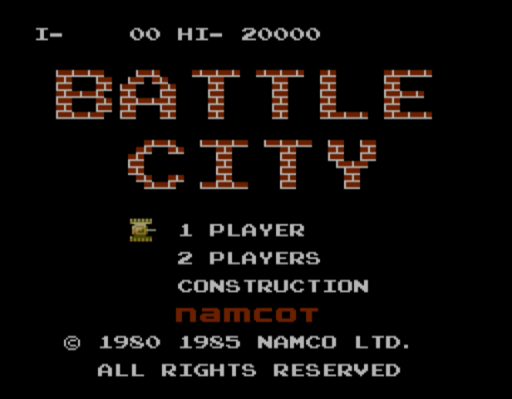 I- 00 HI- 20000
BATTLE
CITY
1 PLAYER
2 PLAYERS
CONSTRUCTION
namcot
© 1980 1985 NAMCO LTD.
ALL RIGHTS RESERVED